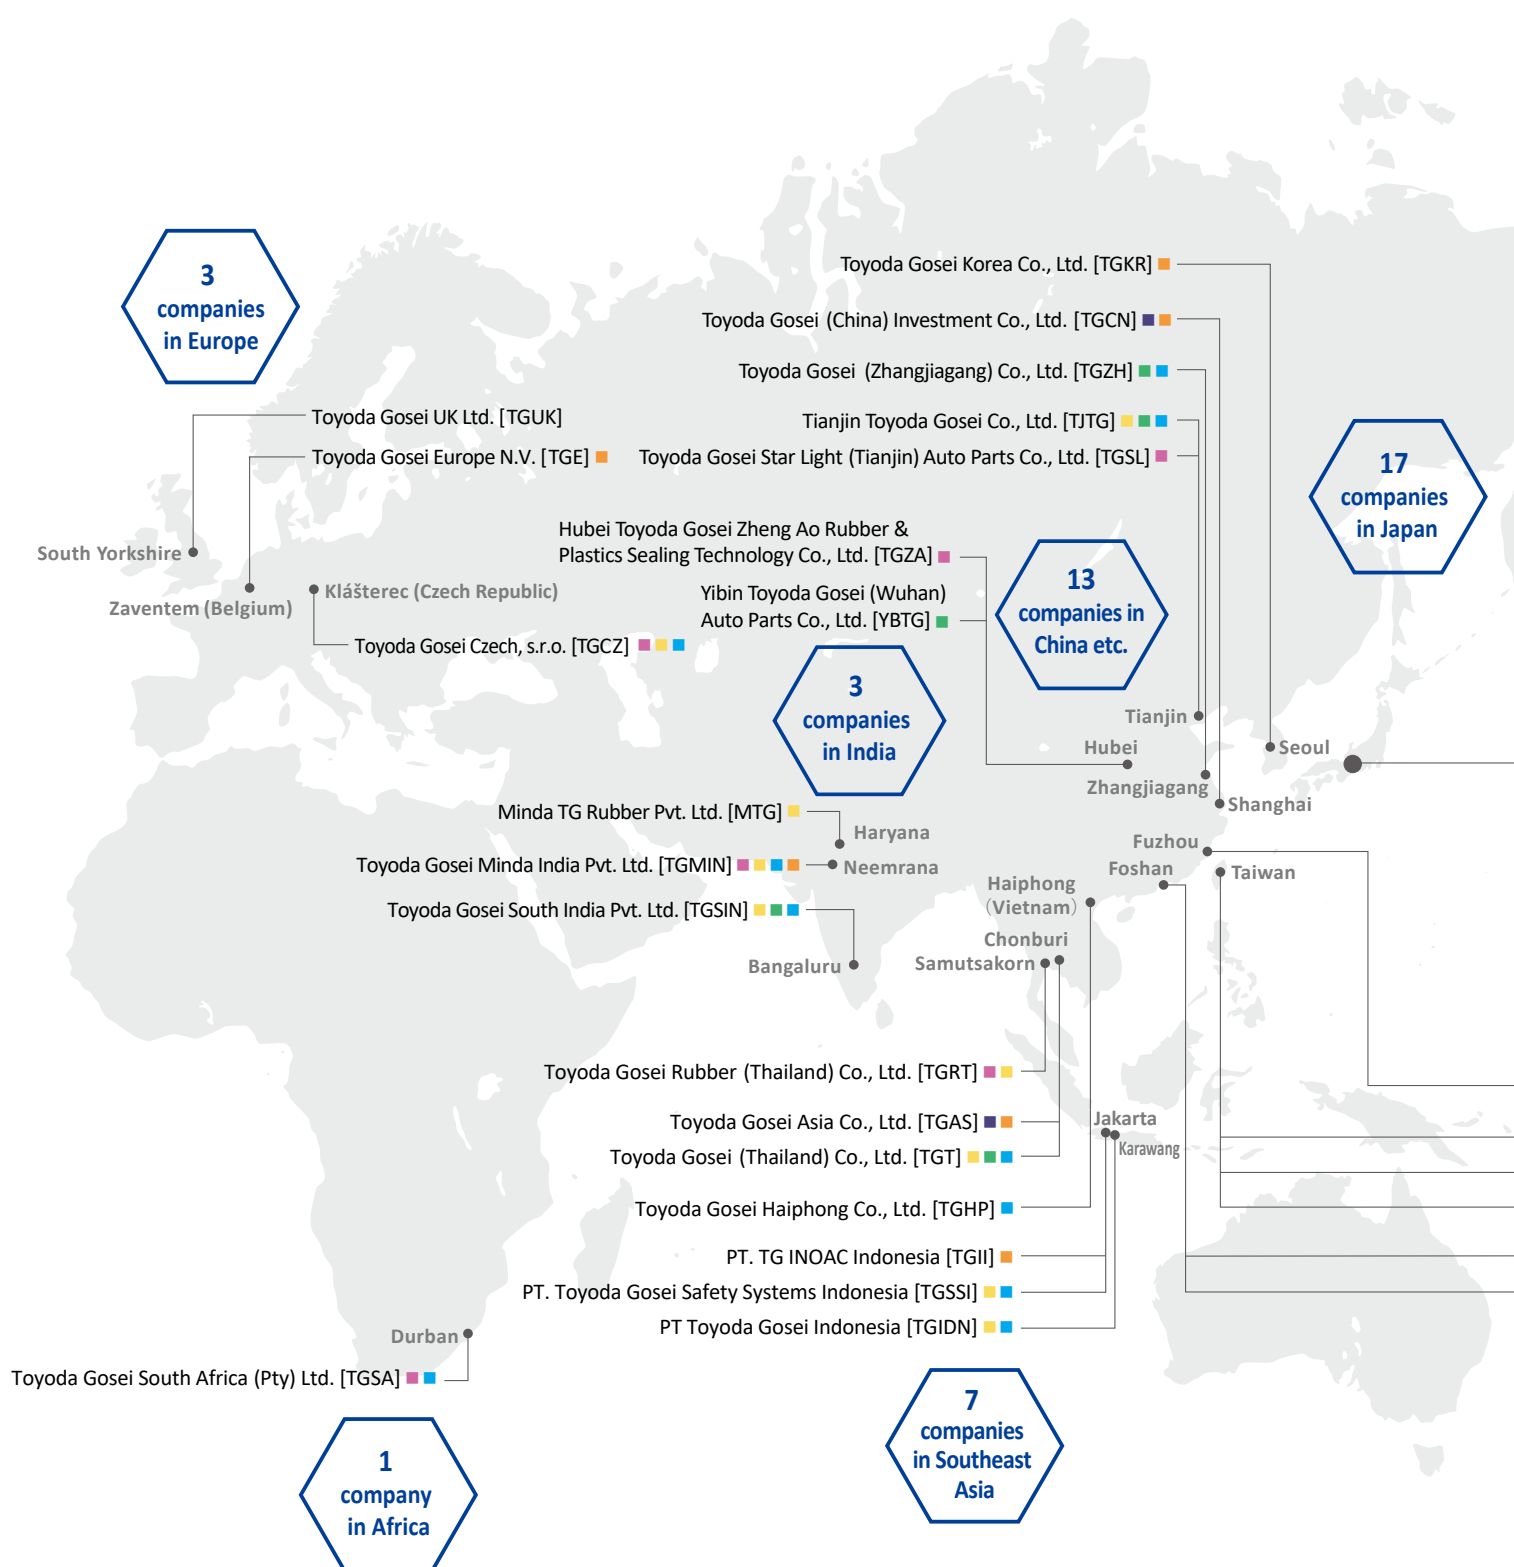 3
companies
in Europe
Toyoda Gosei Korea Co., Ltd. [TGKR]
Toyoda Gosei (China) Investment Co., Ltd. [TGCN]
Toyoda Gosei (Zhangjiagang) Co., Ltd. [TGZH]
Toyoda Gosei UK Ltd. [TGUK]
Tianjin Toyoda Gosei Co., Ltd. [TJTG]
Toyoda Gosei Europe N.V. [TGE]
Toyoda Gosei Star Light (Tianjin) Auto Parts Co., Ltd. [TGSL]
17
companies
in Japan
Hubei Toyoda Gosei Zheng Ao Rubber &
Plastics Sealing Technology Co., Ltd. [TGZA]
South Yorkshire
Zaventem (Belgium)
Klášterec (Czech Republic)
Yibin Toyoda Gosei (Wuhan)
Auto Parts Co., Ltd. [YBTG]
13
companies in
China etc.
Toyoda Gosei Czech, s.r.o. [TGCZ]
3
companies
in India
Tianjin
Hubei
Seoul
Zhangjiagang
Shanghai
Minda TG Rubber Pvt. Ltd. [MTG]
Haryana
Fuzhou
Toyoda Gosei Minda India Pvt. Ltd. [TGMIN]
Neemrana
Foshan
Taiwan
Haiphong
(Vietnam)
Toyoda Gosei South India Pvt. Ltd. [TGSIN]
Chonburi
Bangaluru
Samutsakorn
Toyoda Gosei Rubber (Thailand) Co., Ltd. [TGRT]
Toyoda Gosei Asia Co., Ltd. [TGAS]
Jakarta
Karawang
Toyoda Gosei (Thailand) Co., Ltd. [TGT]
Toyoda Gosei Haiphong Co., Ltd. [TGHP]
PT. TG INOAC Indonesia [TGII]
PT. Toyoda Gosei Safety Systems Indonesia [TGSSI]
PT Toyoda Gosei Indonesia [TGIDN]
Durban
Toyoda Gosei South Africa (Pty) Ltd. [TGSA]
7
companies
in Southeast
Asia
1
company
in Africa